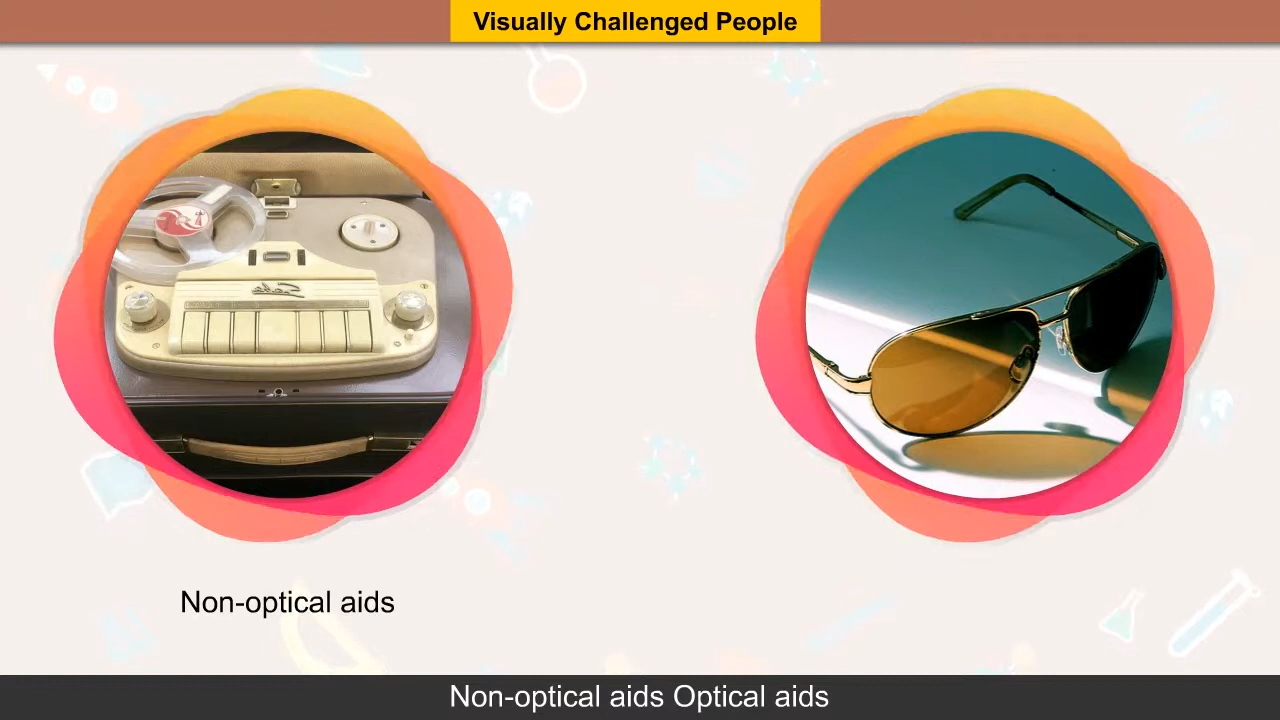 Visually Challenged People
Non-optical aids
Non-optical aids Optical aids